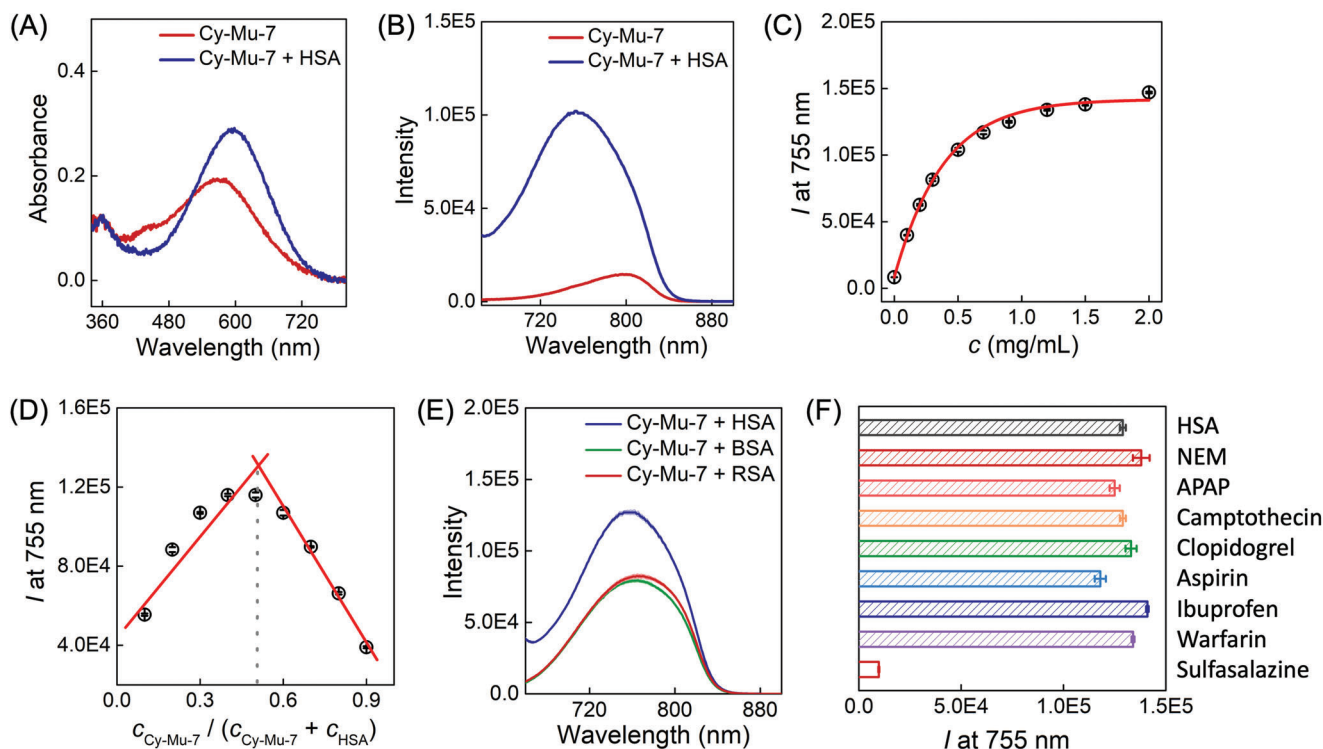 (A)
Cy-Mu-7
Cy-Mu-7 + HSA
Absorbance
0.4
0.2
0.0
360 480 600 720
Wavelength (nm)
(B)
Cy-Mu-7
Cy-Mu-7 + HSA
Intensity
1.5E5
1.0E5
5.0E4
0.0
720 800 880
Wavelength (nm)
(C)
I at 755 nm
2.0E5
1.5E5
1.0E5
5.0E4
0.0
0.0 0.5 1.0 1.5 2.0
c (mg/mL)
(D)
I at 755 nm
1.6E5
1.2E5
8.0E4
4.0E4
0.0 0.3 0.6 0.9
cCy-Mu-7 / (cCy-Mu-7 + cHSA)
(E)
Cy-Mu-7 + HSA
Cy-Mu-7 + BSA
Cy-Mu-7 + RSA
Intensity
2.0E5
1.5E5
1.0E5
5.0E4
0.0
720 800 880
Wavelength (nm)
(F)
HSA
NEM
APAP
Camptothecin
Clopidogrel
Aspirin
Ibuprofen
Warfarin
Sulfasalazine
0.0 5.0E4 1.0E5 1.5E5
I at 755 nm